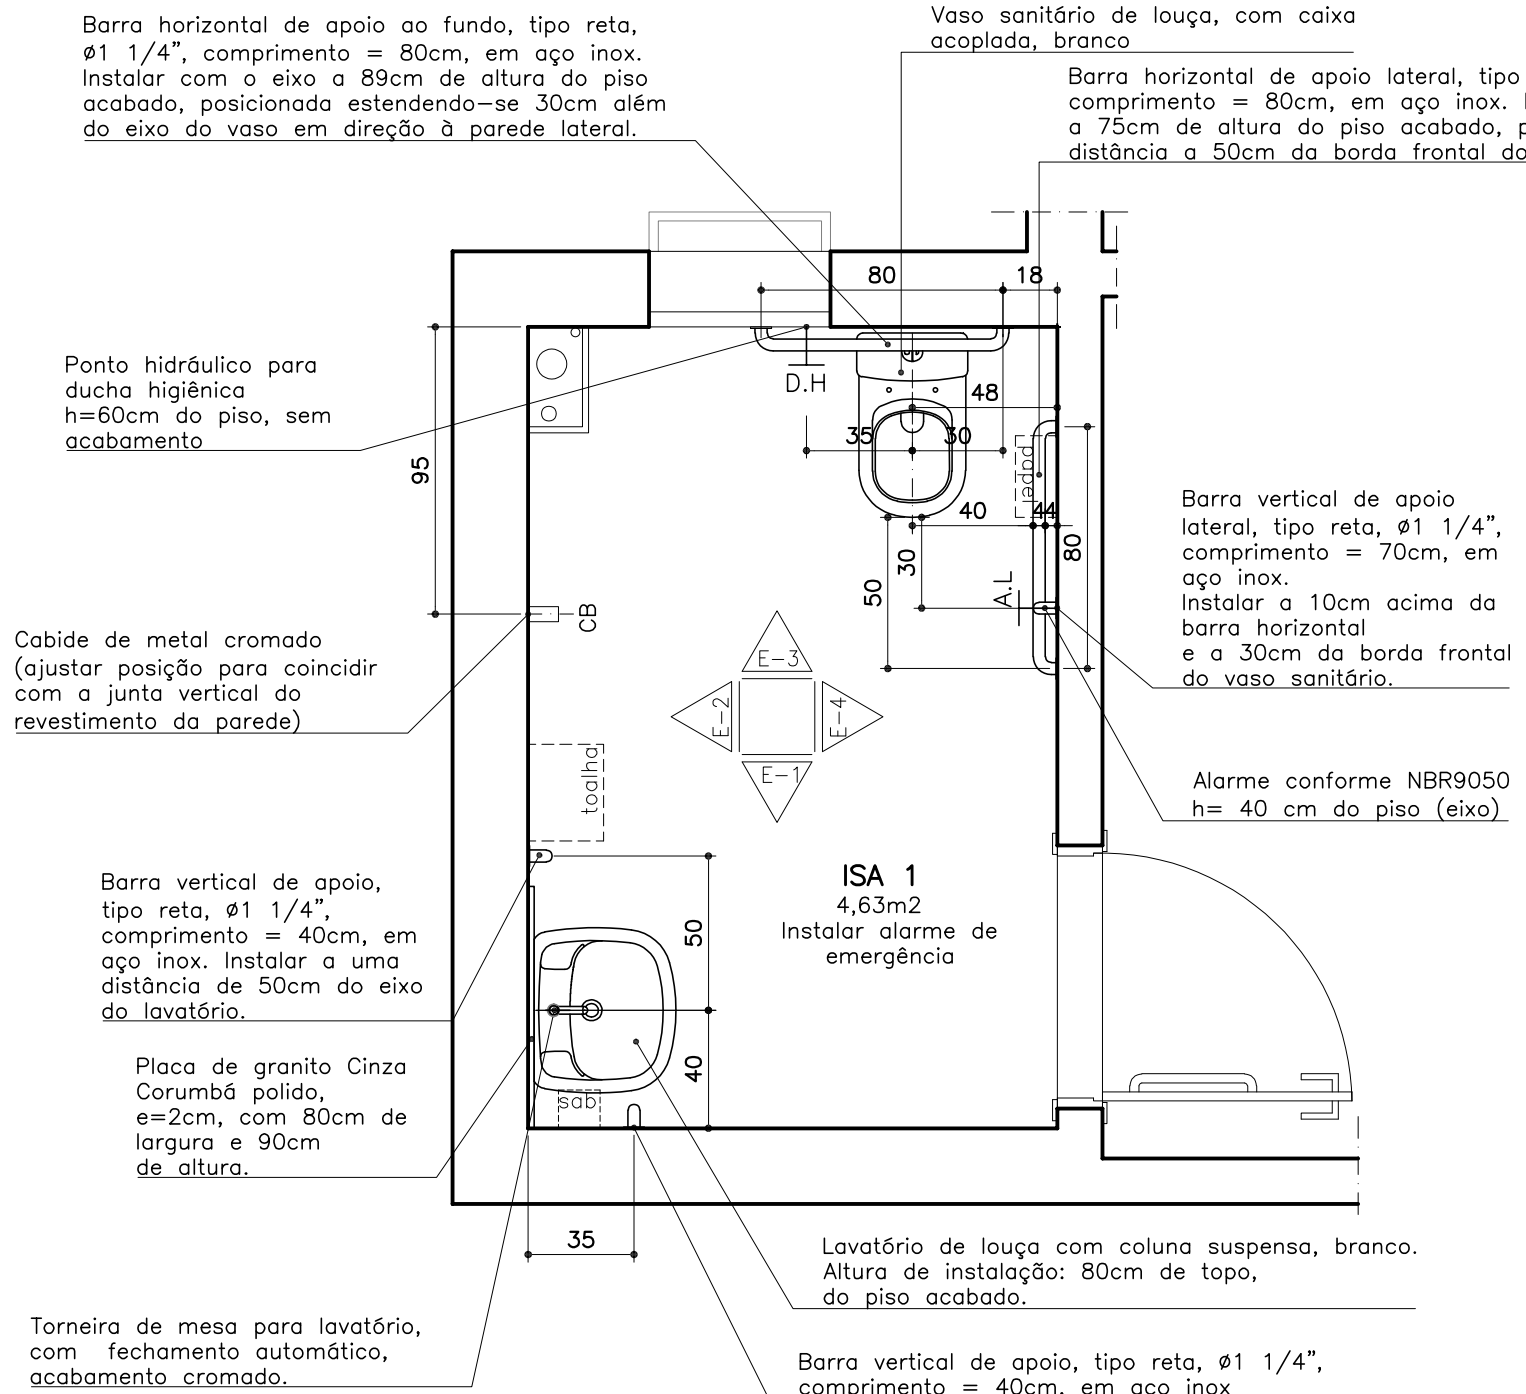 Barra horizontal de apoio ao fundo, tipo reta,
ø1 1/4”, comprimento = 80cm, em aço inox.
Instalar com o eixo a 89cm de altura do piso
acabado, posicionada estendendo-se 30cm além
do eixo do vaso em direção à parede lateral.
Vaso sanitário de louça, com caixa
acoplada, branco
Barra horizontal de apoio lateral, tipo
comprimento = 80cm, em aço inox.
a 75cm de altura do piso acabado,
distância a 50cm da borda frontal do
80
18
Ponto hidráulico para
ducha higiênica
h=60cm do piso, sem
acabamento
D.H
48
35
30
papel
95
40
44
80
30
50
A.L
Barra vertical de apoio
lateral, tipo reta, ø1 1/4”,
comprimento = 70cm, em
aço inox.
Instalar a 10cm acima da
barra horizontal
e a 30cm da borda frontal
do vaso sanitário.
CB
Cabide de metal cromado
(ajustar posição para coincidir
com a junta vertical do
revestimento da parede)
E-3
E-2
E-4
E-1
toalha
Alarme conforme NBR9050
h= 40 cm do piso (eixo)
ISA 1
4,63m2
Instalar alarme de
emergência
Barra vertical de apoio,
tipo reta, ø1 1/4”,
comprimento = 40cm, em
aço inox. Instalar a uma
distância de 50cm do eixo
do lavatório.
50
40
Placa de granito Cinza
Corumbá polido,
e=2cm, com 80cm de
largura e 90cm
de altura.
sab
35
Lavatório de louça com coluna suspensa, branco.
Altura de instalação: 80cm de topo,
do piso acabado.
Torneira de mesa para lavatório,
com fechamento automático,
acabamento cromado.
Barra vertical de apoio, tipo reta, ø1 1/4”,
comprimento = 40cm, em aço inox